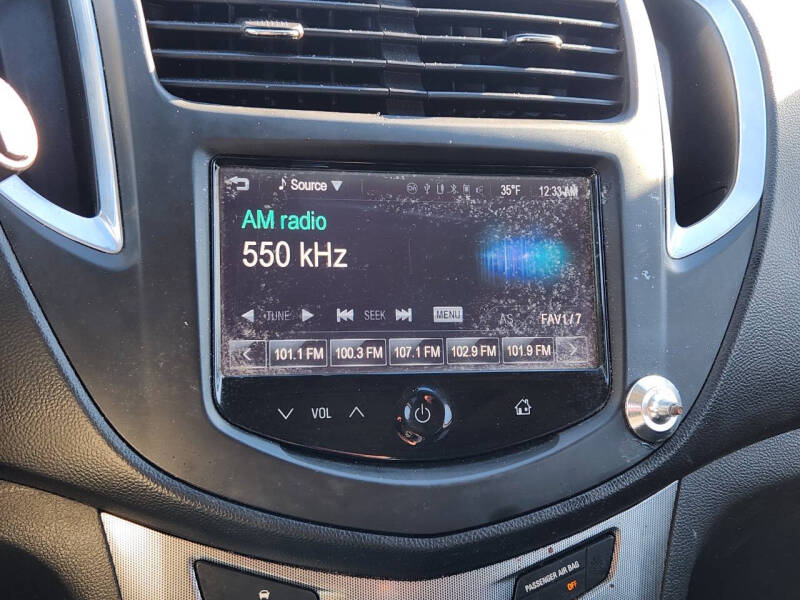 Source 35°F 12:33 AM
AM radio
550 kHz
TUNE SEEK MENU AS FAV1/7
101.1 FM 100.3 FM 107.1 FM 102.9 FM 101.9 FM
VOL
PASSENGER AIR BAG
OFF